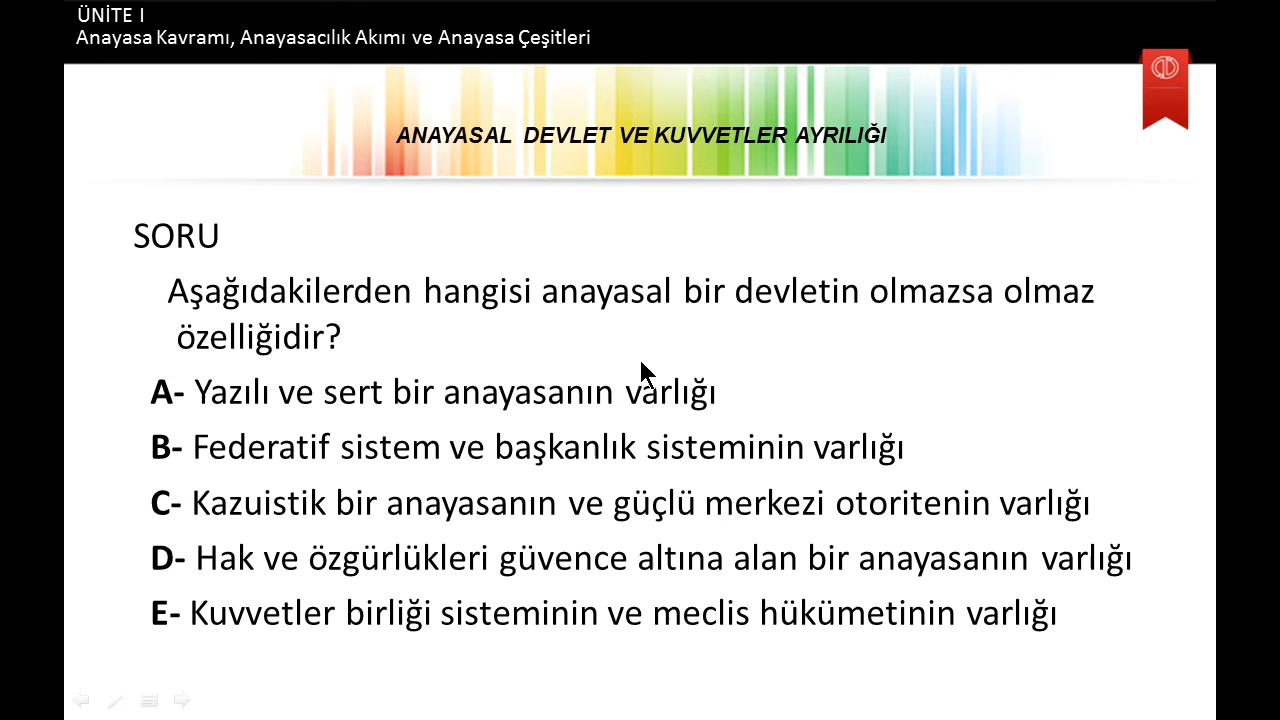 ÜNİTE I
Anayasa Kavramı, Anayasacılık Akımı ve Anayasa Çeşitleri
ANAYASAL DEVLET VE KUVVETLER AYRILIĞI
SORU
Aşağıdakilerden hangisi anayasal bir devletin olmazsa olmaz
özelliğidir?
A- Yazılı ve sert bir anayasanın varlığı
B- Federatif sistem ve başkanlık sisteminin varlığı
C- Kazuistik bir anayasanın ve güçlü merkezi otoritenin varlığı
D- Hak ve özgürlükleri güvence altına alan bir anayasanın varlığı
E- Kuvvetler birliği sisteminin ve meclis hükümetinin varlığı